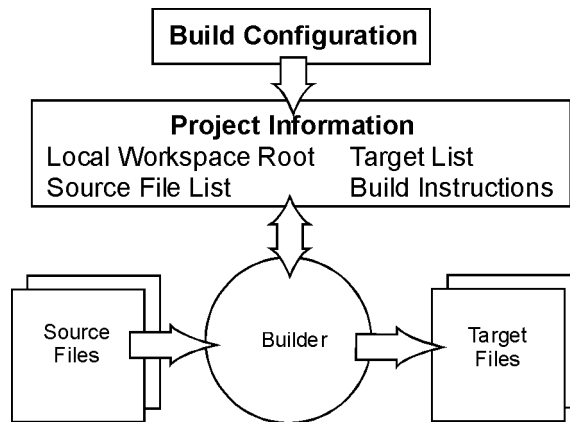 Build Configuration
Project Information
Local Workspace Root Target List
Source File List Build Instructions
Source
Files
Builder
Target
Files